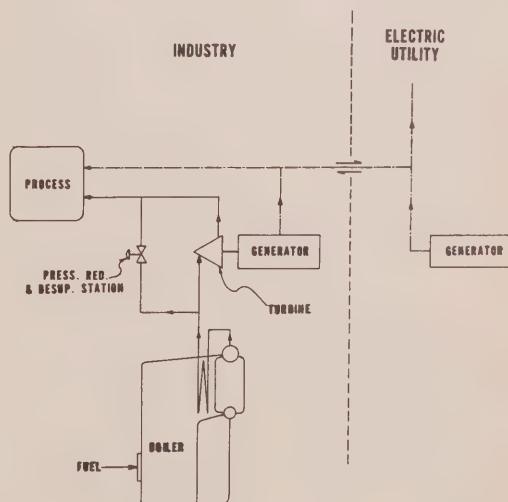 INDUSTRY
ELECTRIC
UTILITY
PROCESS
GENERATOR
GENERATOR
PRESS. RED.
& DESUP. STATION
TURBINE
BOILER
FUEL